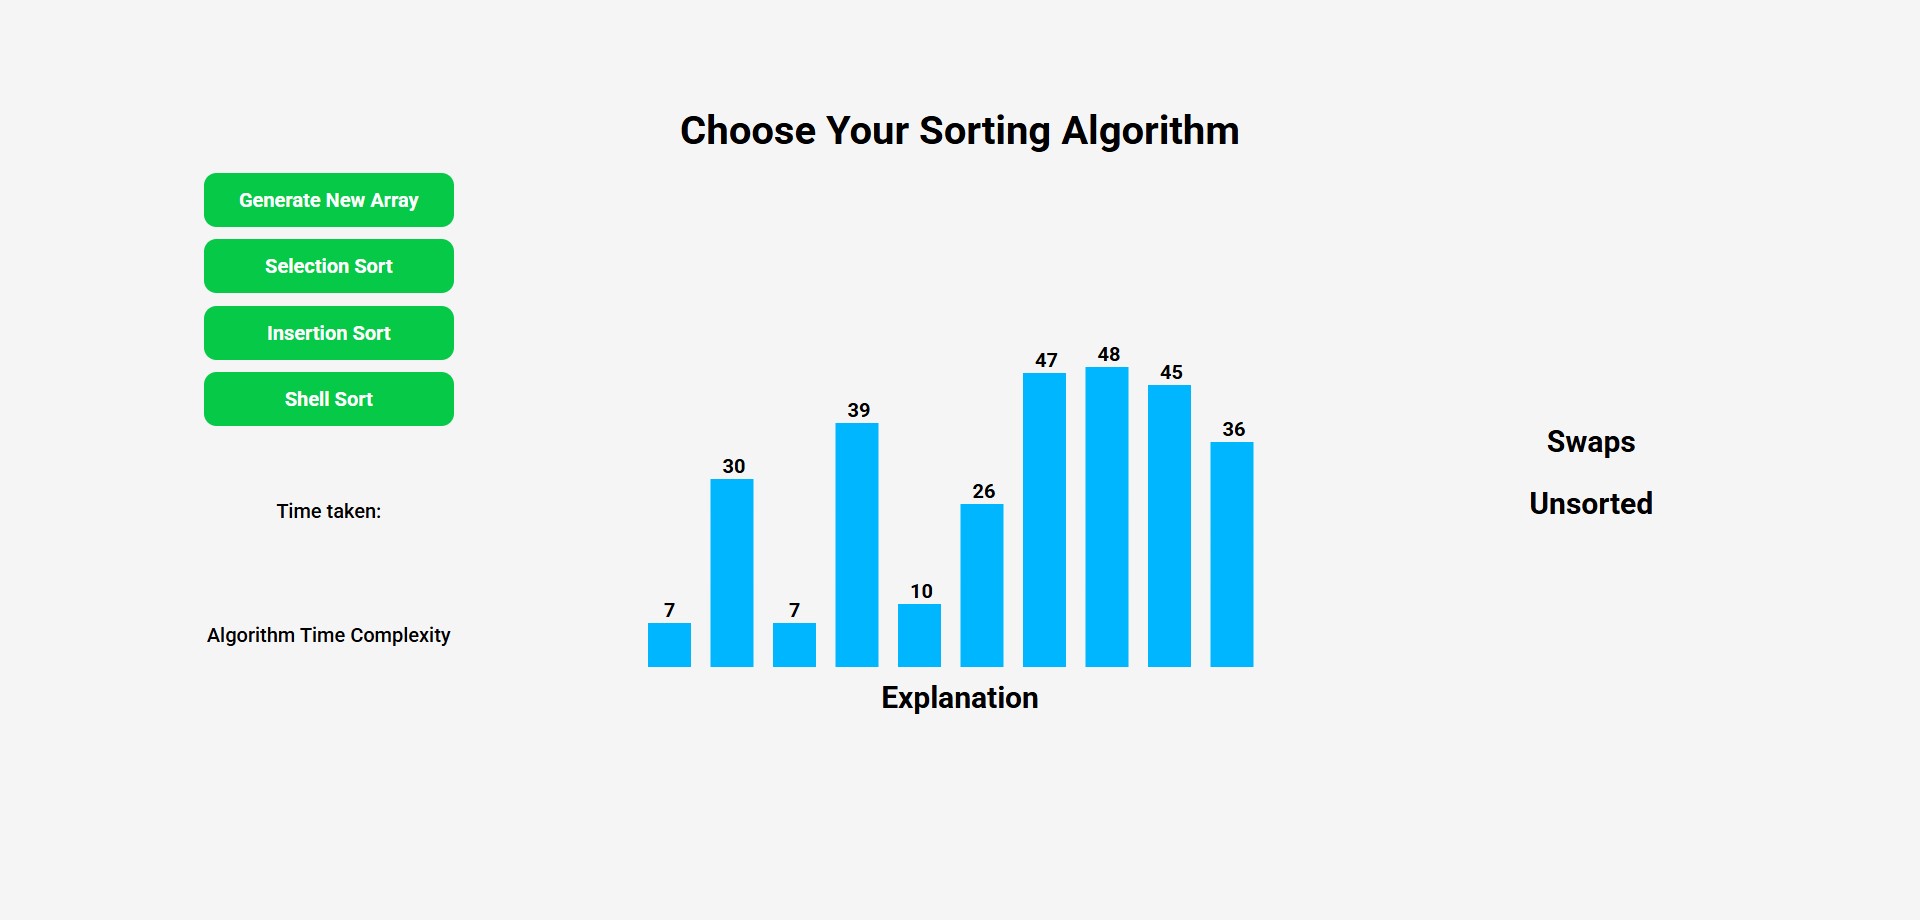 Choose Your Sorting Algorithm
Generate New Array
Selection Sort
Insertion Sort
Shell Sort
Time taken:
Algorithm Time Complexity
7
30
7
39
10
26
47
48
45
36
Explanation
Swaps
Unsorted